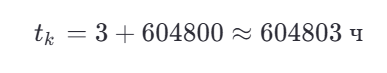 t_k = 3 + 604800 ≈ 604803 ч